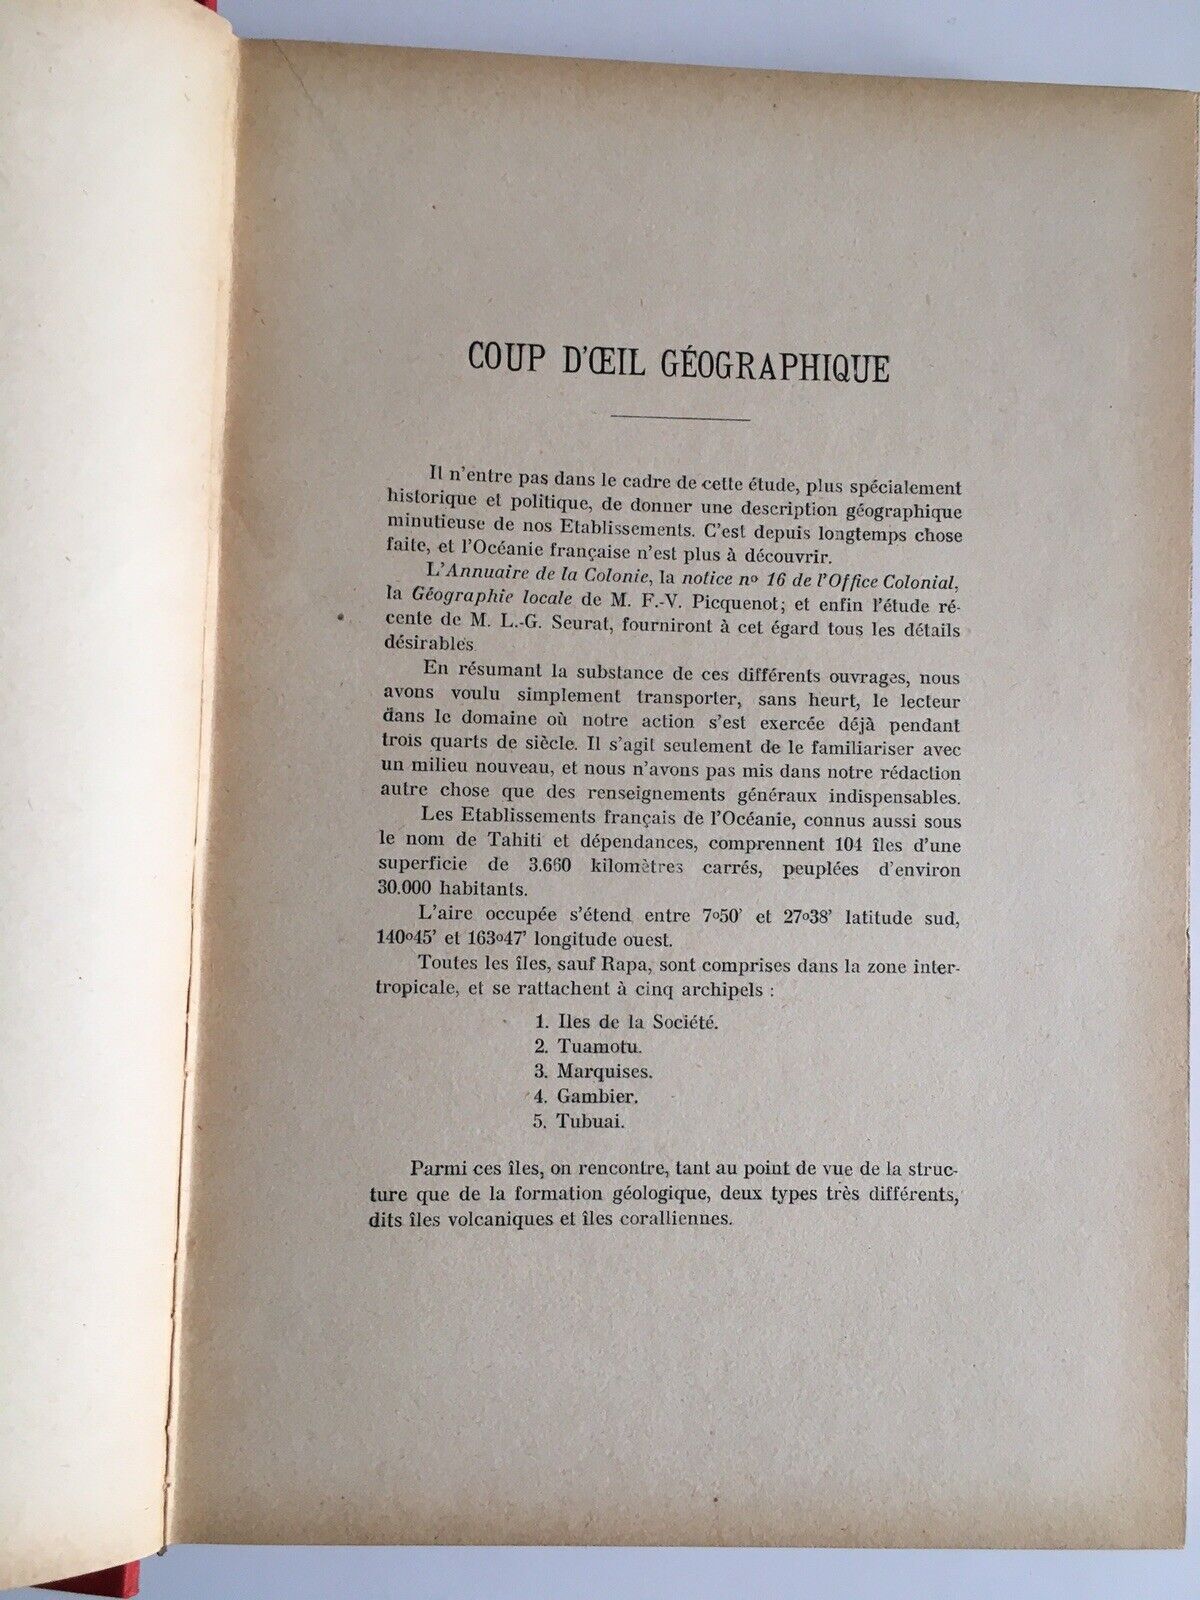 COUP D'ŒIL GÉOGRAPHIQUE
Il n'entre pas dans le cadre de cette étude, plus spécialement
historique et politique, de donner une description géographique
minutieuse de nos Etablissements. C'est depuis longtemps chose
faite, et l'Océanie française n'est plus à découvrir.
L'Annuaire de la Colonie, la notice nº 16 de l'Office Colonial,
la Géographie locale de M. F.-V. Picquenot; et enfin l'étude ré-
cente de M. L.-G. Seurat, fourniront à cet égard tous les détails
désirables
En résumant la substance de ces différents ouvrages, nous
avons voulu simplement transporter, sans heurt, le lecteur
dans le domaine où notre action s'est exercée déjà pendant
trois quarts de siècle. Il s'agit seulement de le familiariser avec
un milieu nouveau, et nous n'avons pas mis dans notre rédaction
autre chose que des renseignements généraux indispensables.
Les Etablissements français de l'Océanie, connus aussi sous
le nom de Tahiti et dépendances, comprennent 104 îles d'une
superficie de 3.660 kilomètres carrés, peuplées d'environ
30.000 habitants.
L'aire occupée s'étend entre 7º50' et 27º38' latitude sud,
140º45' et 163º47' longitude ouest.
Toutes les îles, sauf Rapa, sont comprises dans la zone inter-
tropicale, et se rattachent à cinq archipels :
1. Iles de la Société.
2. Tuamotu.
3. Marquises.
4. Gambier.
5. Tubuai.
Parmi ces îles, on rencontre, tant au point de vue de la struc-
ture que de la formation géologique, deux types très différents,
dits îles volcaniques et îles coralliennes.